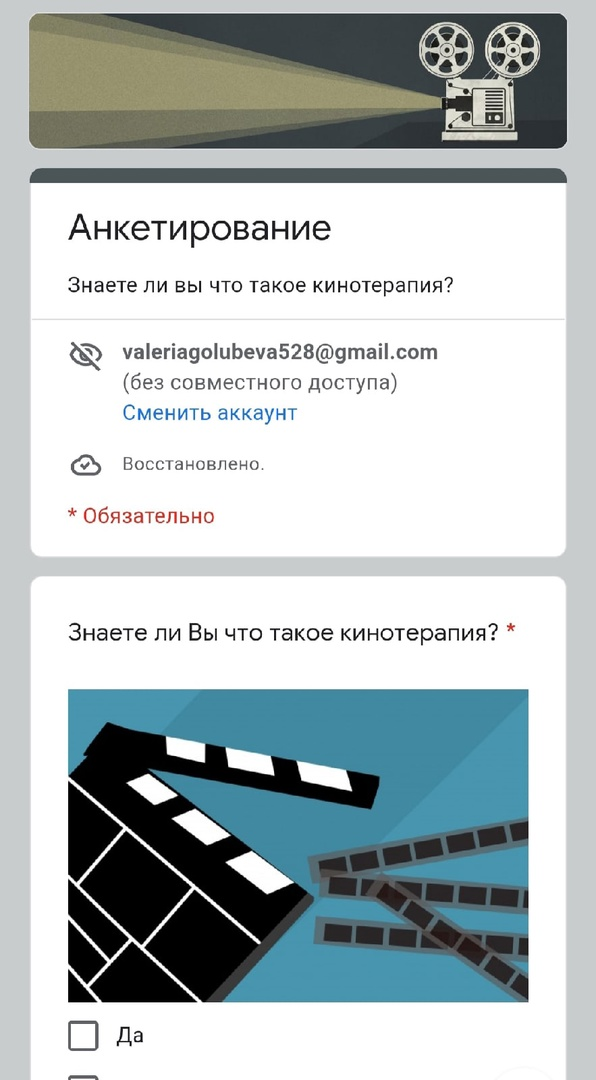 Анкетирование
Знаете ли вы что такое кинотерапия?
valeriagolubeva528@gmail.com
(без совместного доступа)
Сменить аккаунт
Восстановлено.
* Обязательно
Знаете ли Вы что такое кинотерапия? *
Да